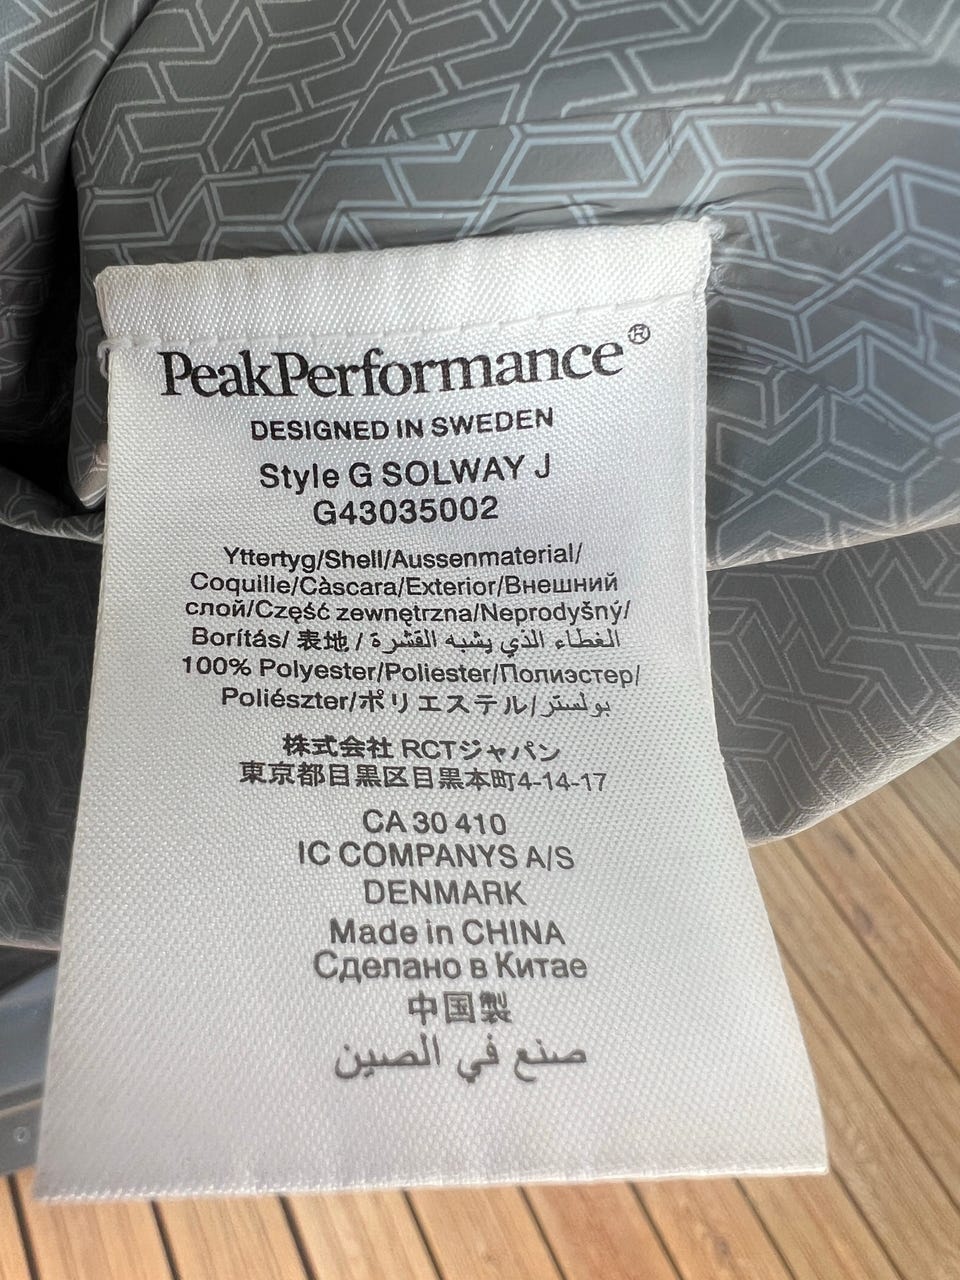 PeakPerformance®
DESIGNED IN SWEDEN
Style G SOLWAY J
G43035002
Yttertyg/Shell/Aussenmaterial/
Coquille/Càscara/Exterior/Внешний
слой/Część zewnętrzna/Neprodyšný/
Borítás/ 表地 / الغطاء الذي يشبه القشرة
100% Polyester/Poliester/Полиэстер/
Poliészter/ポリエステル/بولستر
株式会社 RCTジャパン
東京都目黒区目黒本町4-14-17
CA 30 410
IC COMPANYS A/S
DENMARK
Made in CHINA
Сделано в Китае
中国製
صنع في الصين